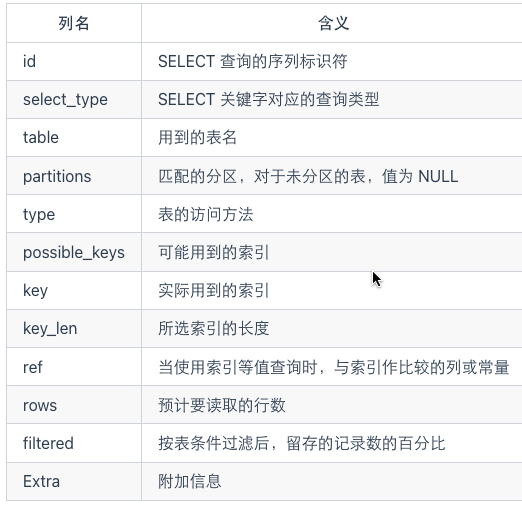 列名 含义
id SELECT 查询的序列标识符
select_type SELECT 关键字对应的查询类型
table 用到的表名
partitions 匹配的分区，对于未分区的表，值为 NULL
type 表的访问方法
possible_keys 可能用到的索引
key 实际用到的索引
key_len 所选索引的长度
ref 当使用索引等值查询时，与索引作比较的列或常量
rows 预计要读取的行数
filtered 按表条件过滤后，留存的记录数的百分比
Extra 附加信息